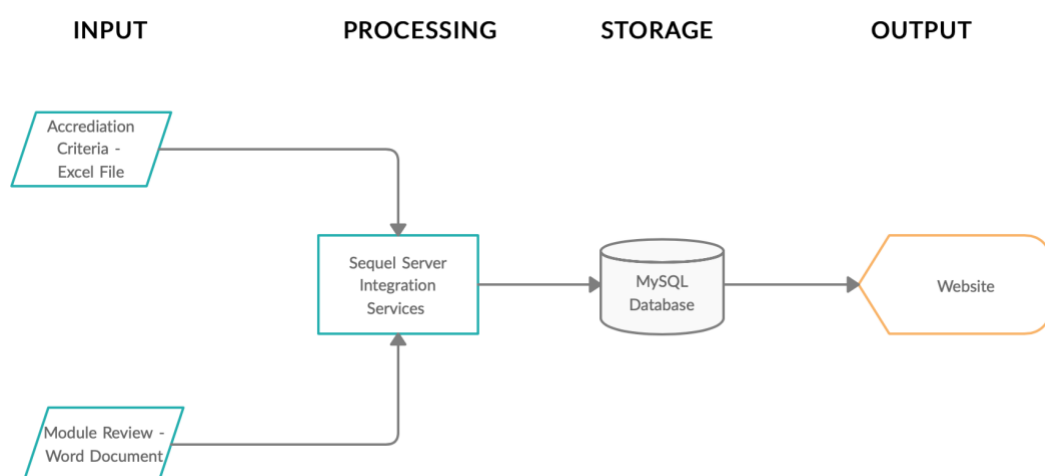 INPUT
PROCESSING
STORAGE
OUTPUT
Accrediation
Criteria -
Excel File
Sequel Server
Integration
Services
MySQL
Database
Website
Module Review -
Word Document